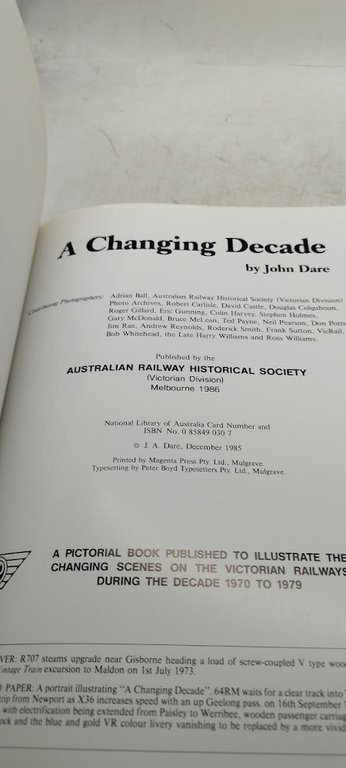 A Changing Decade
by John Dare
Contributing Photographers: Adrian Ball, Australian Railway Historical Society (Victorian Division)
Photo Archives, Robert Carlisle, David Castle, Douglas Colquhoun,
Roger Gillard, Eric Gunning, Colin Harvey, Stephen Holmes,
Gary McDonald, Bruce McLean, Ted Payne, Neil Pearson, Don Potts
Jim Rae, Andrew Reynolds, Roderick Smith, Frank Sutton, VicRail,
Bob Whitehead, the Late Harry Williams and Ross Williams.
Published by the
AUSTRALIAN RAILWAY HISTORICAL SOCIETY
(Victorian Division)
Melbourne 1986
National Library of Australia Card Number and
ISBN No. 0 85849 030 7
© J. A. Dare, December 1985
Printed by Magenta Press Pty. Ltd., Mulgrave.
Typesetting by Peter Boyd Typesetters Pty Ltd., Mulgrave.
A PICTORIAL BOOK PUBLISHED TO ILLUSTRATE THE
CHANGING SCENES ON THE VICTORIAN RAILWAYS
DURING THE DECADE 1970 TO 1979
VER: R707 steams upgrade near Gisborne heading a load of screw-coupled V type wood
Vintage Train excursion to Maldon on 1st July 1973.
D PAPER: A portrait illustrating "A Changing Decade". 64RM waits for a clear track into
trip from Newport as X36 increases speed with an up Geelong pass. on 16th September
with electrification being extended from Paisley to Werribee, wooden passenger carriag
ock and the blue and gold VR colour livery vanishing to be replaced by a more vivid